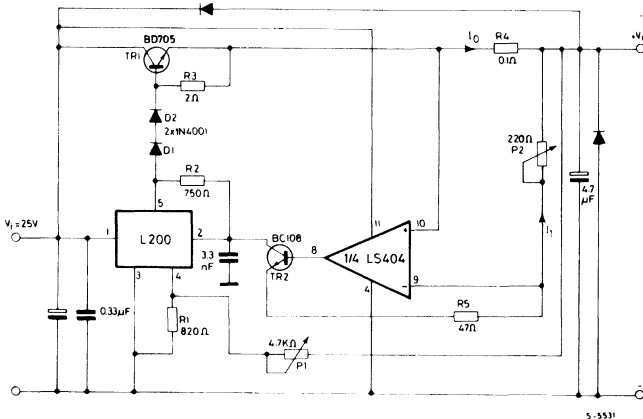 BD705
TR1
I0
R4
0.1Ω
+V
R3
2Ω
D2
2x1N4001
D1
R2
750Ω
220Ω
P2
4.7
µF
Vi=25V
5
1
L200
2
3
4
3.3
nF
BC108
TR2
8
11
10
1/4 LS404
4
9
I1
R5
47Ω
0.33µF
R1
820Ω
4.7KΩ
P1
S-5531